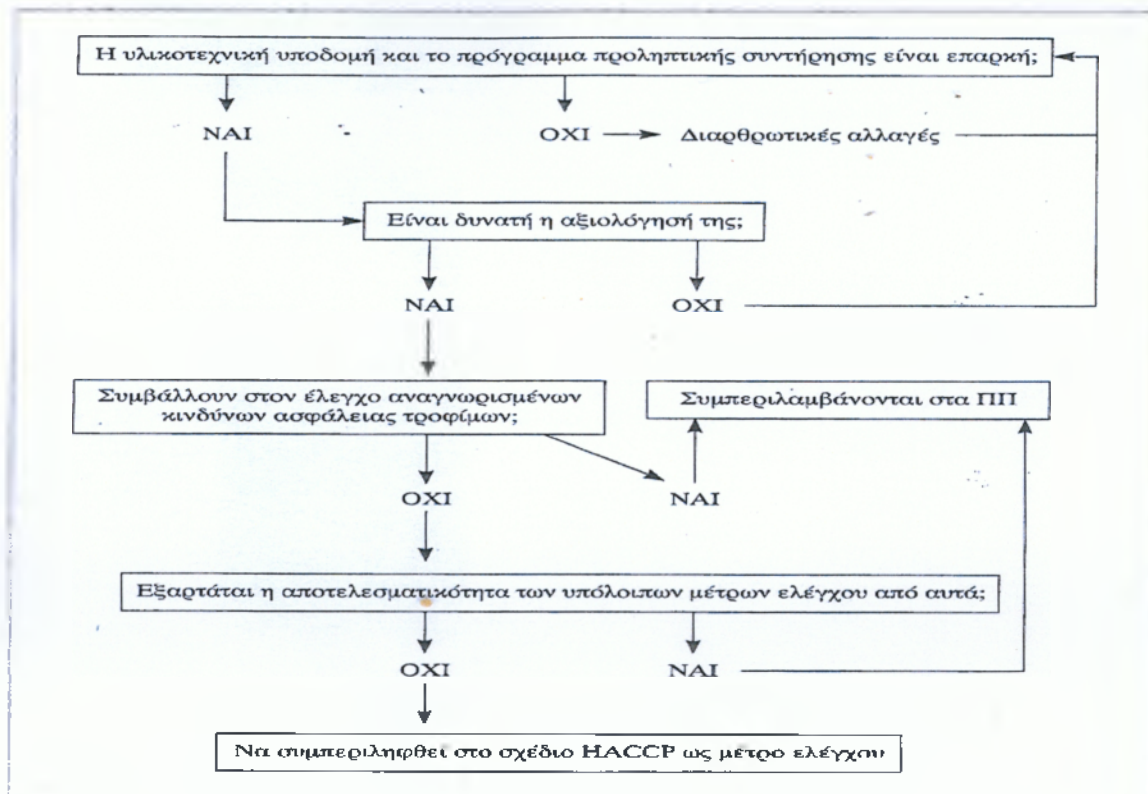 Η υλικοτεχνική υποδομή και το πρόγραμμα προληπτικής συντήρησης είναι επαρκή;
ΝΑΙ
ΟΧΙ
Διαρθρωτικές αλλαγές
Είναι δυνατή η αξιολόγησή της;
ΝΑΙ
ΟΧΙ
Συμβάλλουν στον έλεγχο αναγνωρισμένων
κινδύνων ασφάλειας τροφίμων;
Συμπεριλαμβάνονται στα ΠΠ
ΟΧΙ
ΝΑΙ
Εξαρτάται η αποτελεσματικότητα των υπόλοιπων μέτρων ελέγχου από αυτά;
ΟΧΙ
ΝΑΙ
Να συμπεριληφθει στο σχέδιο HACCP ως μέτρο ελέγχου